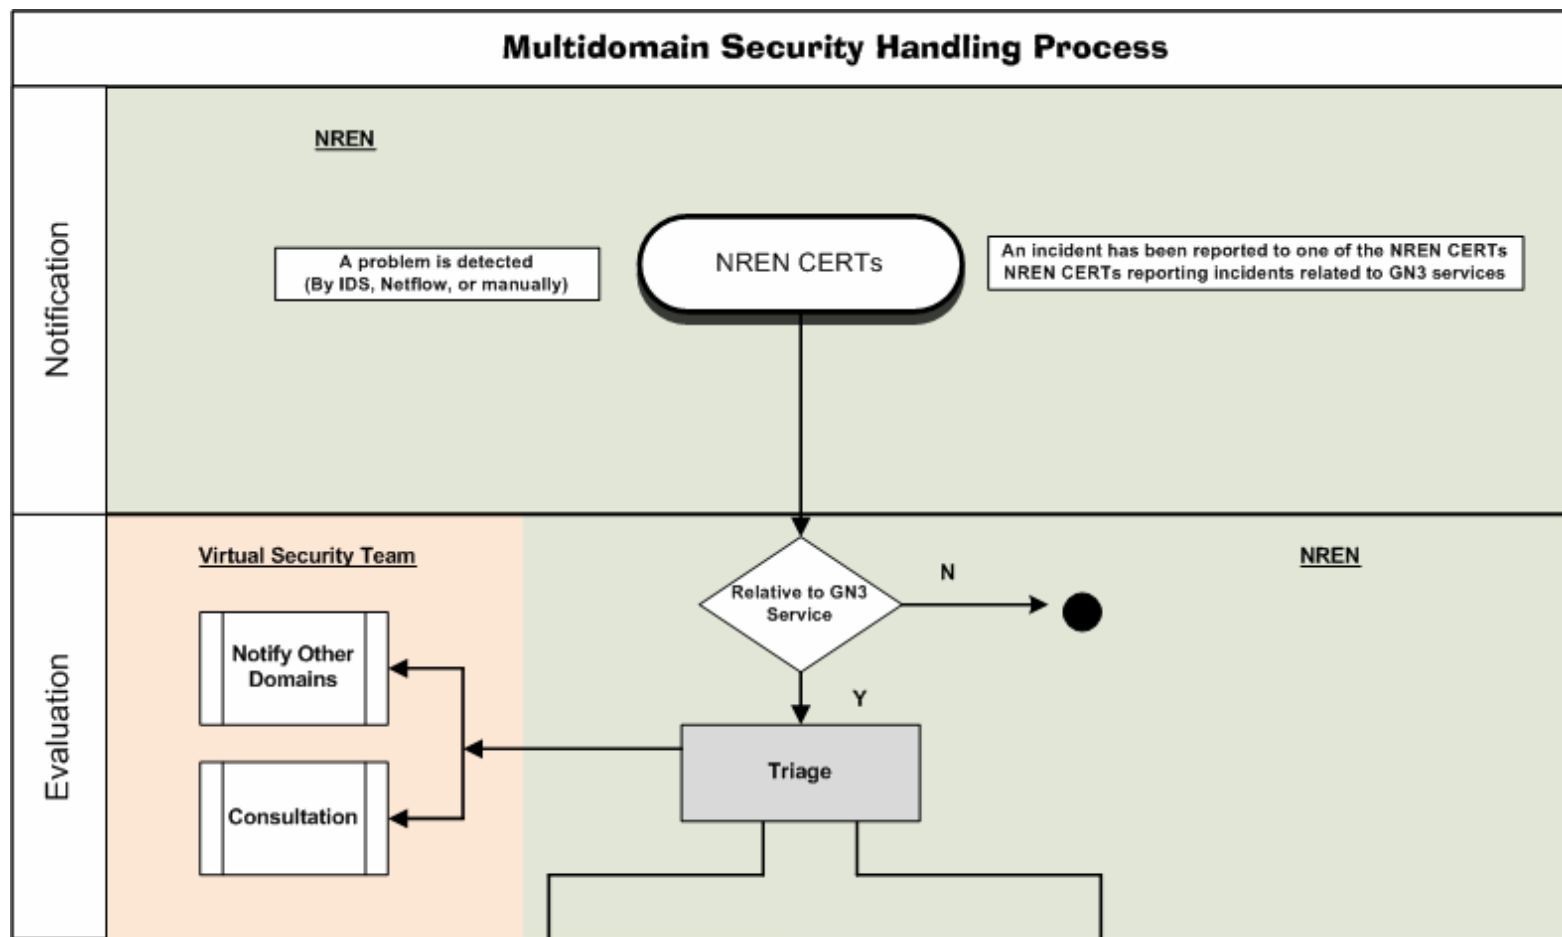 Multidomain Security Handling Process
Notification
NREN
A problem is detected
(By IDS, Netflow, or manually)
NREN CERTs
An incident has been reported to one of the NREN CERTs
NREN CERTs reporting incidents related to GN3 services
Evaluation
Virtual Security Team
NREN
Relative to GN3
Service
N
Notify Other
Domains
Y
Triage
Consultation